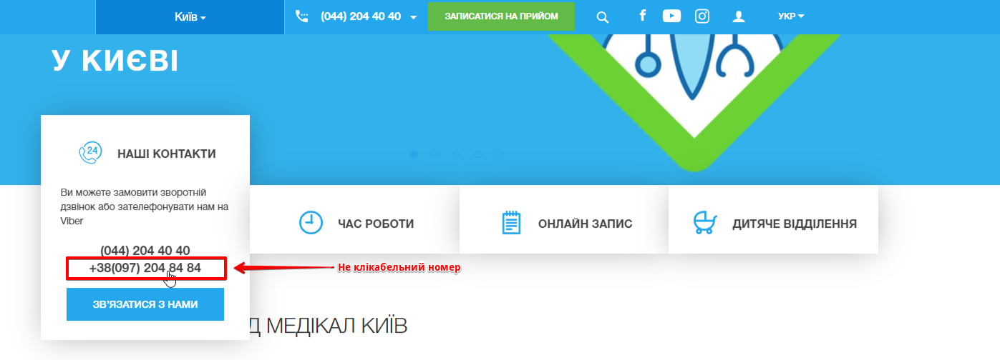 Київ
(044) 204 40 40
ЗАПИСАТИСЯ НА ПРИЙОМ
УКР
У КИЄВІ
24
НАШІ КОНТАКТИ
Ви можете замовити зворотній
дзвінок або зателефонувати нам на
Viber
(044) 204 40 40
+38(097) 204 84 84
ЗВ'ЯЗАТИСЯ З НАМИ
ЧАС РОБОТИ
ОНЛАЙН ЗАПИС
ДИТЯЧЕ ВІДДІЛЕННЯ
Не клікабельний номер
Д МЕДІКАЛ КИЇВ